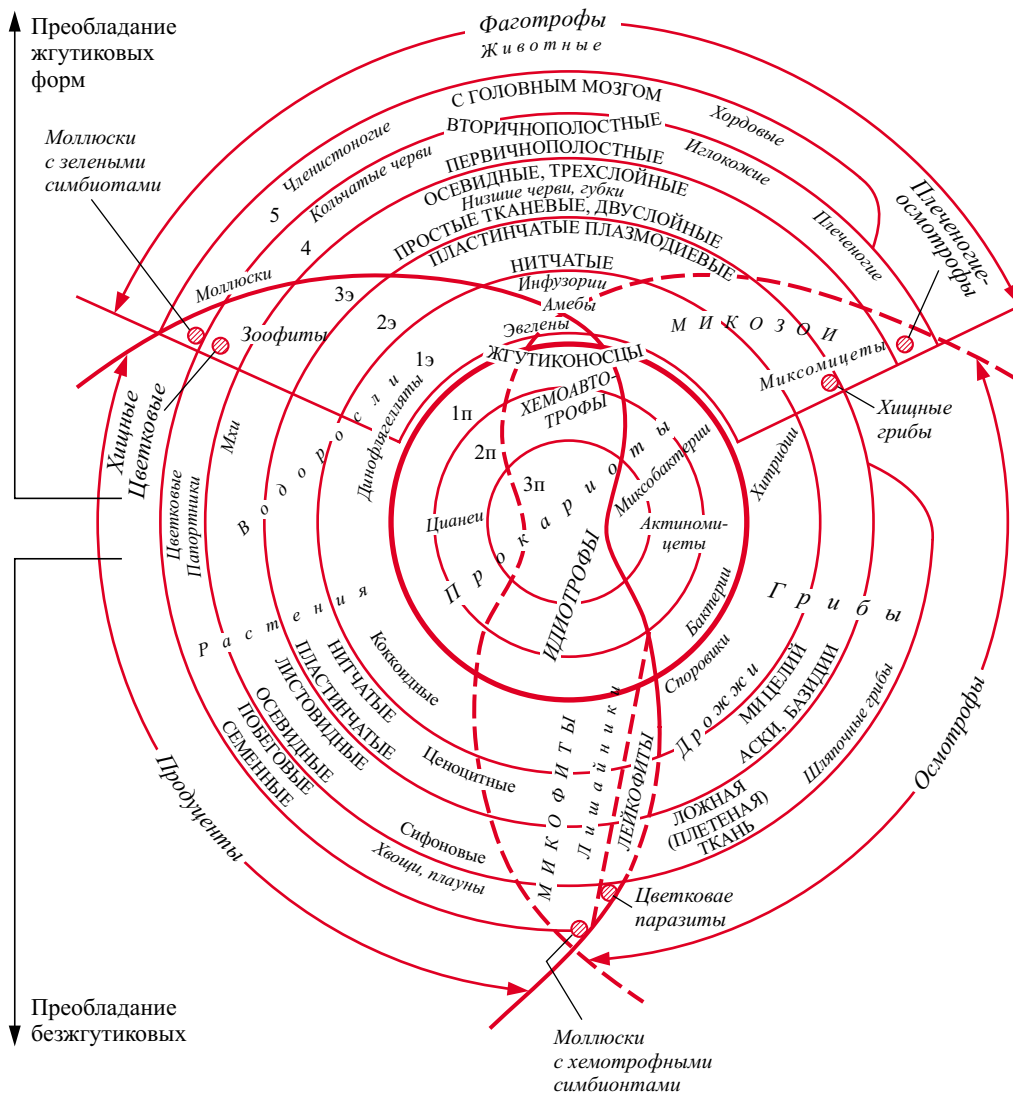 Преобладание
жгутиковых
форм
Фаготрофы
Животные
С ГОЛОВНЫМ МОЗГОМ
Членистоногие
Хордовые
ВТОРИЧНОПОЛОСТНЫЕ
Кольчатые черви
Иглокожие
ПЕРВИЧНОПОЛОСТНЫЕ
ОСЕВИДНЫЕ, ТРЕХСЛОЙНЫЕ
Низшие черви, губки
ПРОСТЫЕ ТКАНЕВЫЕ, ДВУСЛОЙНЫЕ
ПЛАСТИНЧАТЫЕ ПЛАЗМОДИЕВЫЕ
Плеченогие
Плеченогие-
осмотрофы
Моллюски
с зелеными
симбиотами
5
4
3э
2э
1э
Моллюски
Зоофиты
НИТЧАТЫЕ
Инфузории
Амебы
Эвглены
ЖГУТИКОНОСЦЫ
МИКОЗОИ
Миксомицеты
Хищные
грибы
Хищные
Цветковые
Мхи
Цветковые
Папортники
Водоросли
Динофлягелляты
1п
2п
3п
ХЕМОАВТО-
ТРОФЫ
Прокариоты
Цианеи
Миксобактерии
Актиноми-
цеты
ИДИОТРОФЫ
Бактерии
Хитридии
Споровики
Грибы
Дрожжи
МИЦЕЛИЙ
АСКИ, БАЗИДИИ
Шляпочные грибы
ЛОЖНАЯ
(ПЛЕТЕНАЯ)
ТКАНЬ
Осмотрофы
Растения
Коккоидные
НИТЧАТЫЕ
ПЛАСТИНЧАТЫЕ
ЛИСТОВИДНЫЕ
ОСЕВИДНЫЕ
ПОБЕГОВЫЕ
СЕМЕННЫЕ
Ценоцитные
Сифоновые
Хвощи, плауны
Продуценты
МИКОФИТЫ
Лишайники
ЛЕЙКОФИТЫ
Цветковае
паразиты
Преобладание
безжгутиковых
Моллюски
с хемотрофными
симбионтами